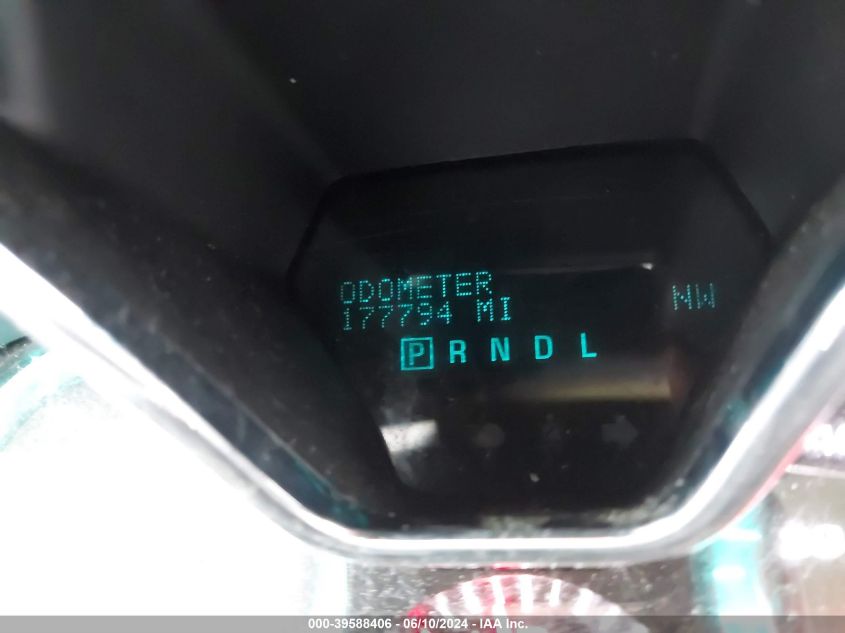 ODOMETER
177794 MI
NW
P R N D L
000-39588406 - 06/10/2024 - IAA Inc.